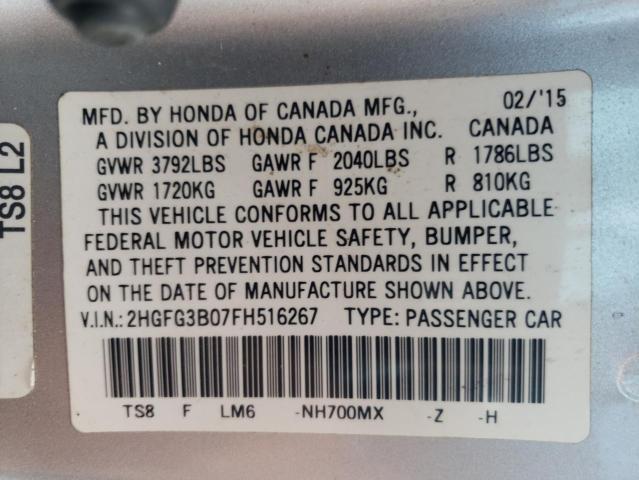 MFD. BY HONDA OF CANADA MFG., 02/'15
A DIVISION OF HONDA CANADA INC. CANADA
GVWR 3792LBS GAWR F 2040LBS R 1786LBS
GVWR 1720KG GAWR F 925KG R 810KG
THIS VEHICLE CONFORMS TO ALL APPLICABLE
FEDERAL MOTOR VEHICLE SAFETY, BUMPER,
AND THEFT PREVENTION STANDARDS IN EFFECT
ON THE DATE OF MANUFACTURE SHOWN ABOVE.
V.I.N.: 2HGFG3B07FH516267 TYPE: PASSENGER CAR
TS8 F LM6 -NH700MX -Z -H
TS8 L2